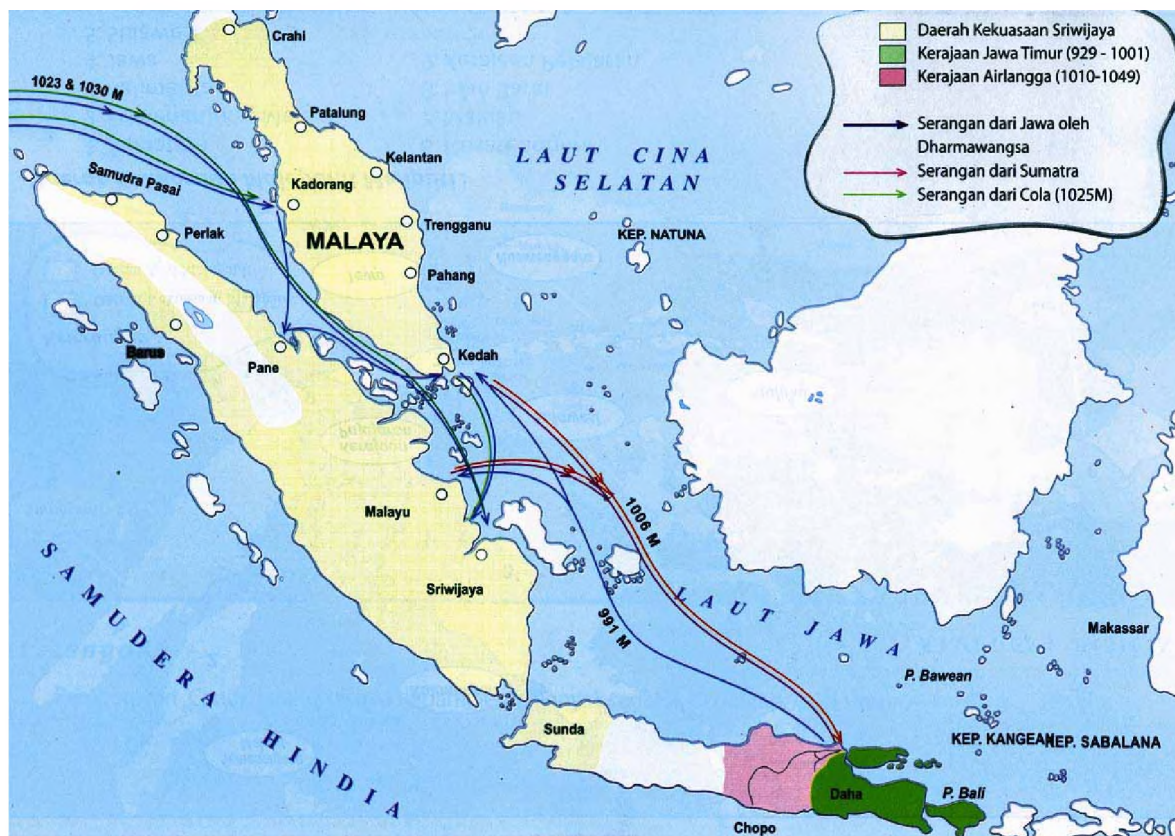 Daerah Kekuasaan Sriwijaya
Kerajaan Jawa Timur (929 - 1001)
Kerajaan Airlangga (1010-1049)
Serangan dari Jawa oleh
Dharmawangsa
Serangan dari Sumatra
Serangan dari Cola (1025M)
Crahi
1023 & 1030 M
Patalung
Kelantan
LAUT CINA
SELATAN
Samudra Pasai
Kadorang
Perlak
MALAYA
Trengganu
KEP. NATUNA
Pahang
Barus
Pane
Kedah
Malayu
1006 M
Sriwijaya
991 M
LAUT JAWA
SAMUDERA HINDIA
Makassar
P. Bawean
Sunda
KEP. KANGEAN
KEP. SABALANA
Daha
P. Bali
Chopo